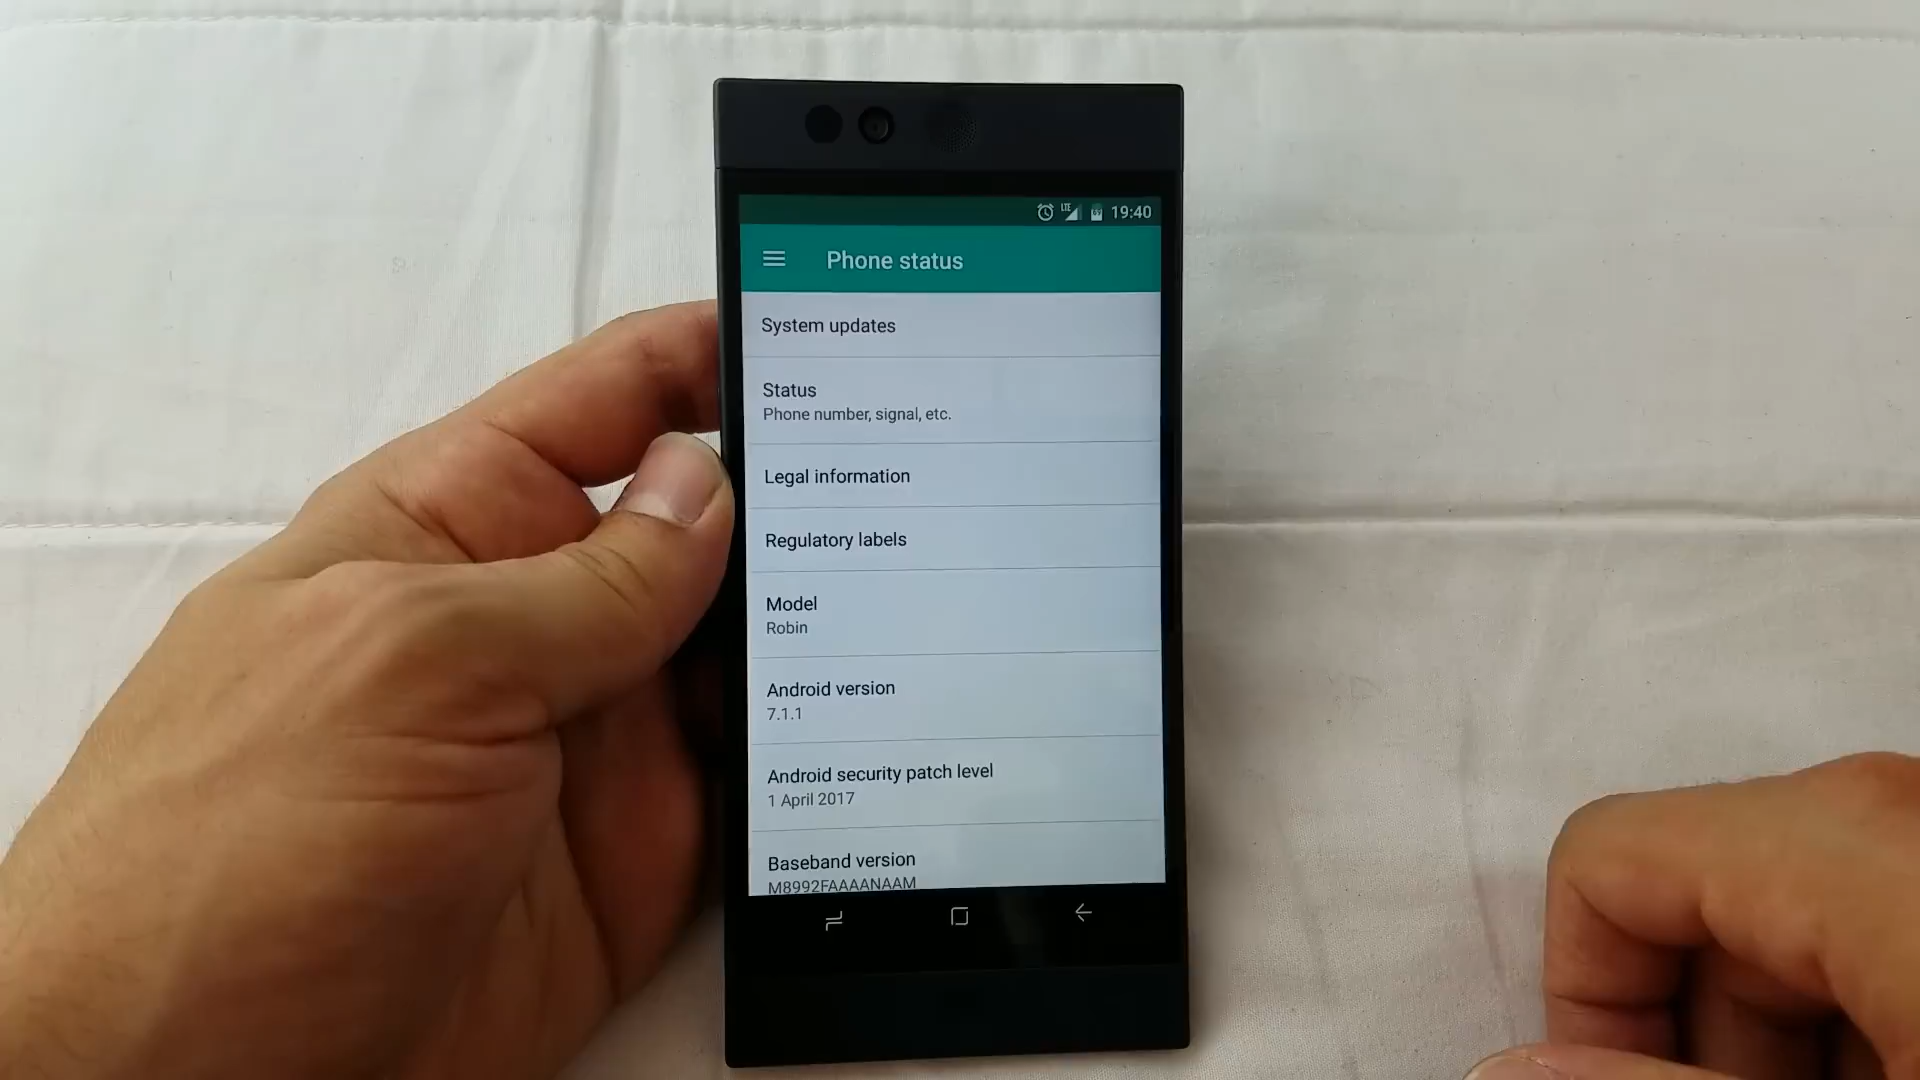 LTE 19:40
Phone status
System updates
Status
Phone number, signal, etc.
Legal information
Regulatory labels
Model
Robin
Android version
7.1.1
Android security patch level
1 April 2017
Baseband version
M8992FAAAANAAM